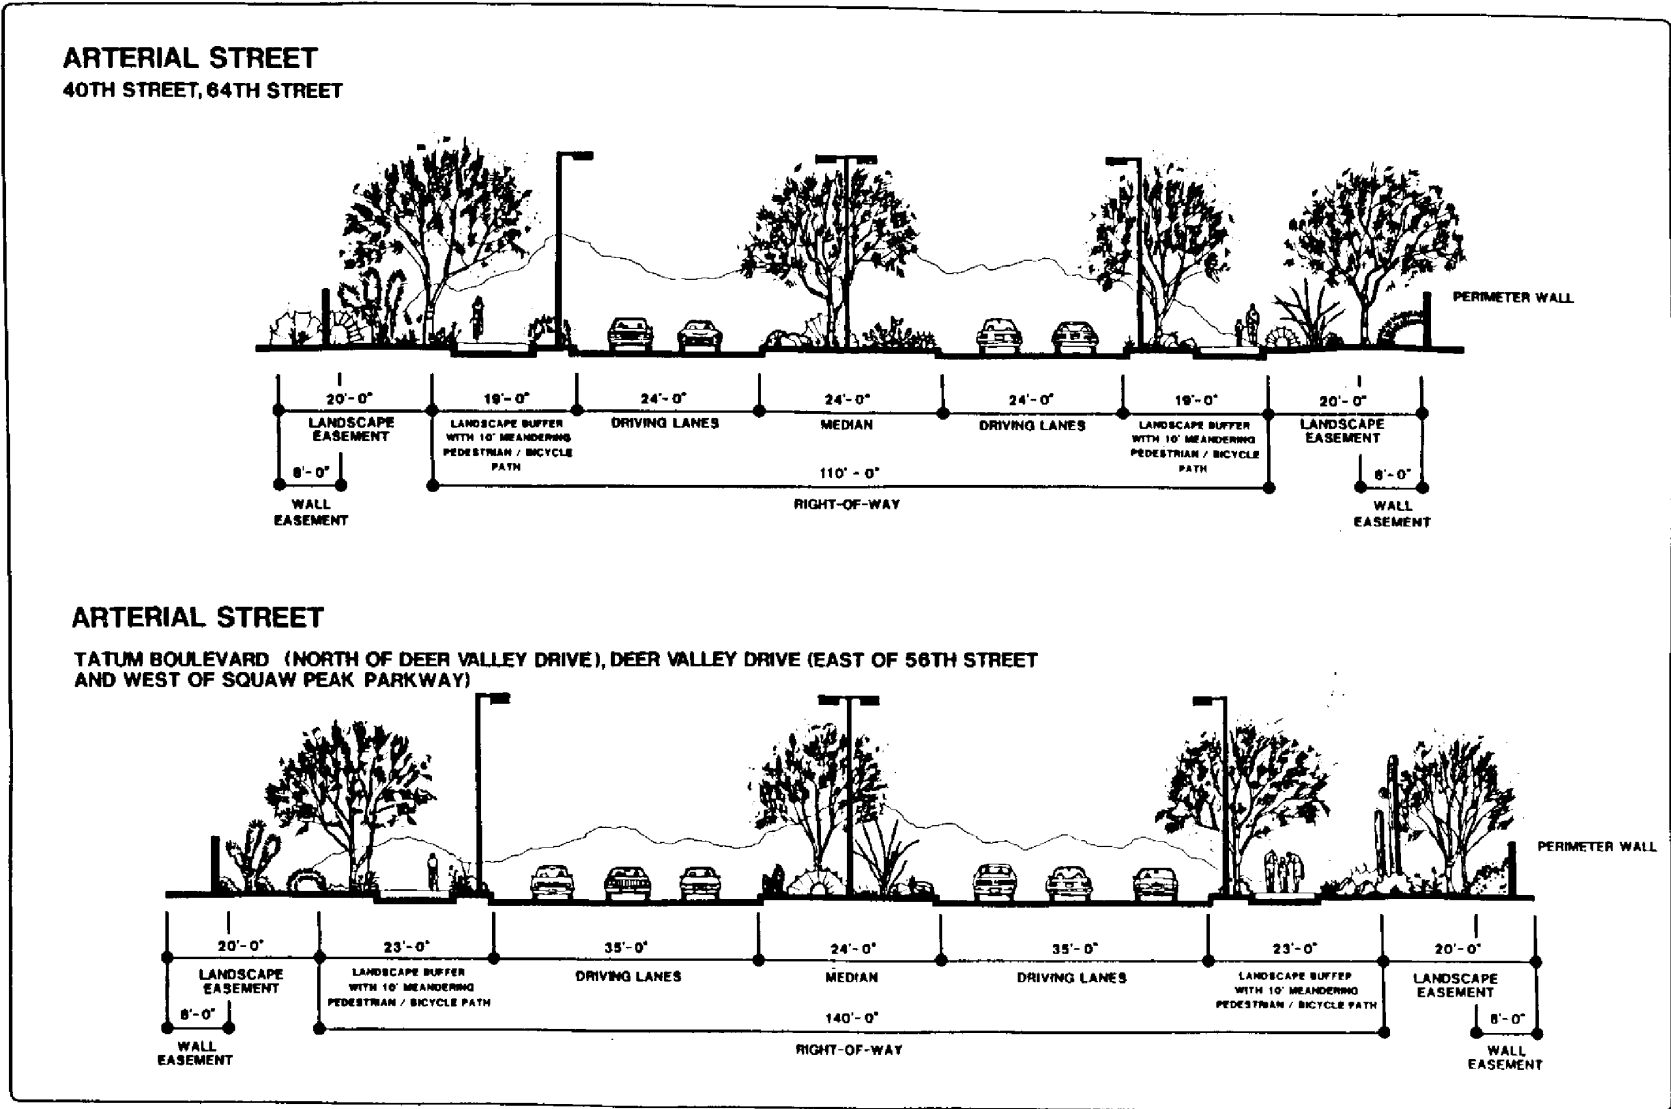 ARTERIAL STREET
40TH STREET, 64TH STREET
PERIMETER WALL
20'-0" 19'-0" 24'-0" 24'-0" 24'-0" 19'-0" 20'-0"
LANDSCAPE EASEMENT
LANDSCAPE BUFFER
WITH 10' MEANDERING
PEDESTRIAN / BICYCLE
PATH
DRIVING LANES
MEDIAN
DRIVING LANES
LANDSCAPE BUFFER
WITH 10' MEANDERING
PEDESTRIAN / BICYCLE
PATH
LANDSCAPE
EASEMENT
8'-0"
110'-0"
8'-0"
WALL
EASEMENT
RIGHT-OF-WAY
WALL
EASEMENT
ARTERIAL STREET
TATUM BOULEVARD (NORTH OF DEER VALLEY DRIVE), DEER VALLEY DRIVE (EAST OF 56TH STREET
AND WEST OF SQUAW PEAK PARKWAY)
PERIMETER WALL
20'-0" 23'-0" 35'-0" 24'-0" 35'-0" 23'-0" 20'-0"
LANDSCAPE
EASEMENT
LANDSCAPE BUFFER
WITH 10' MEANDERING
PEDESTRIAN / BICYCLE PATH
DRIVING LANES
MEDIAN
DRIVING LANES
LANDSCAPE BUFFER
WITH 10' MEANDERING
PEDESTRIAN / BICYCLE PATH
LANDSCAPE
EASEMENT
8'-0"
140'-0"
8'-0"
WALL
EASEMENT
RIGHT-OF-WAY
WALL
EASEMENT